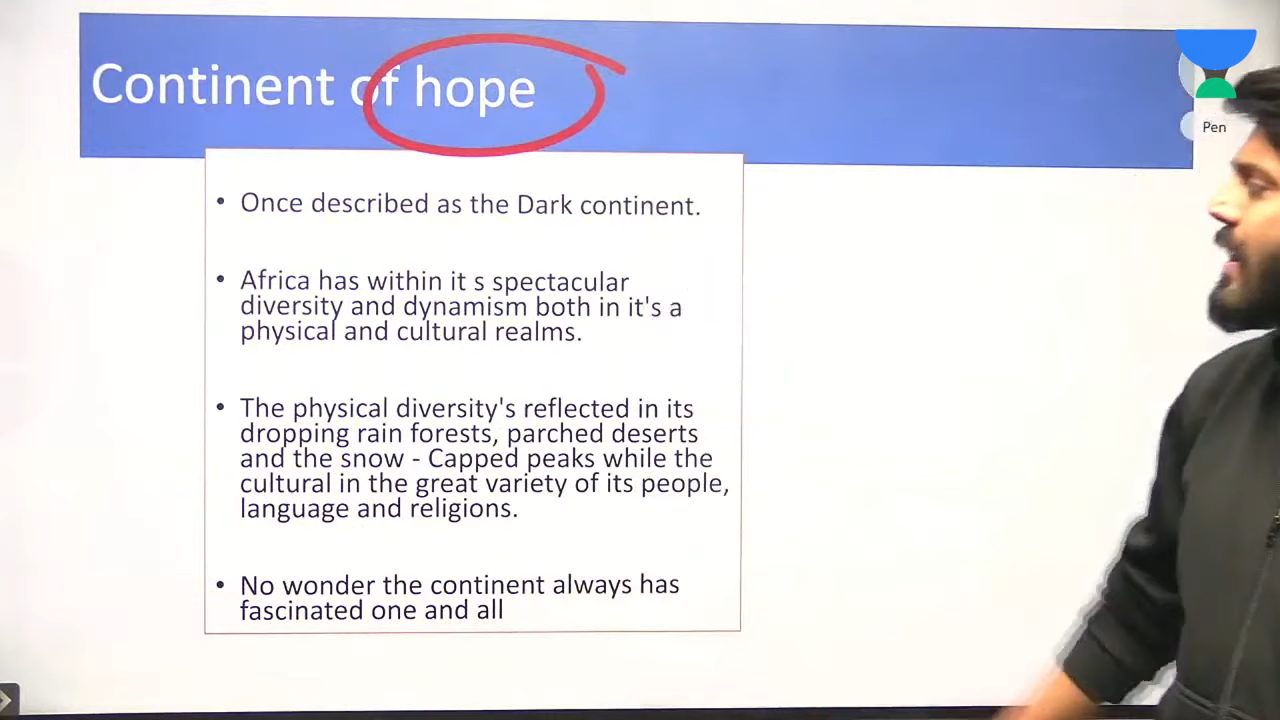 Continent of hope
Pen
• Once described as the Dark continent.
• Africa has within it s spectacular
diversity and dynamism both in it's a
physical and cultural realms.
• The physical diversity's reflected in its
dropping rain forests, parched deserts
and the snow - Capped peaks while the
cultural in the great variety of its people,
language and religions.
• No wonder the continent always has
fascinated one and all